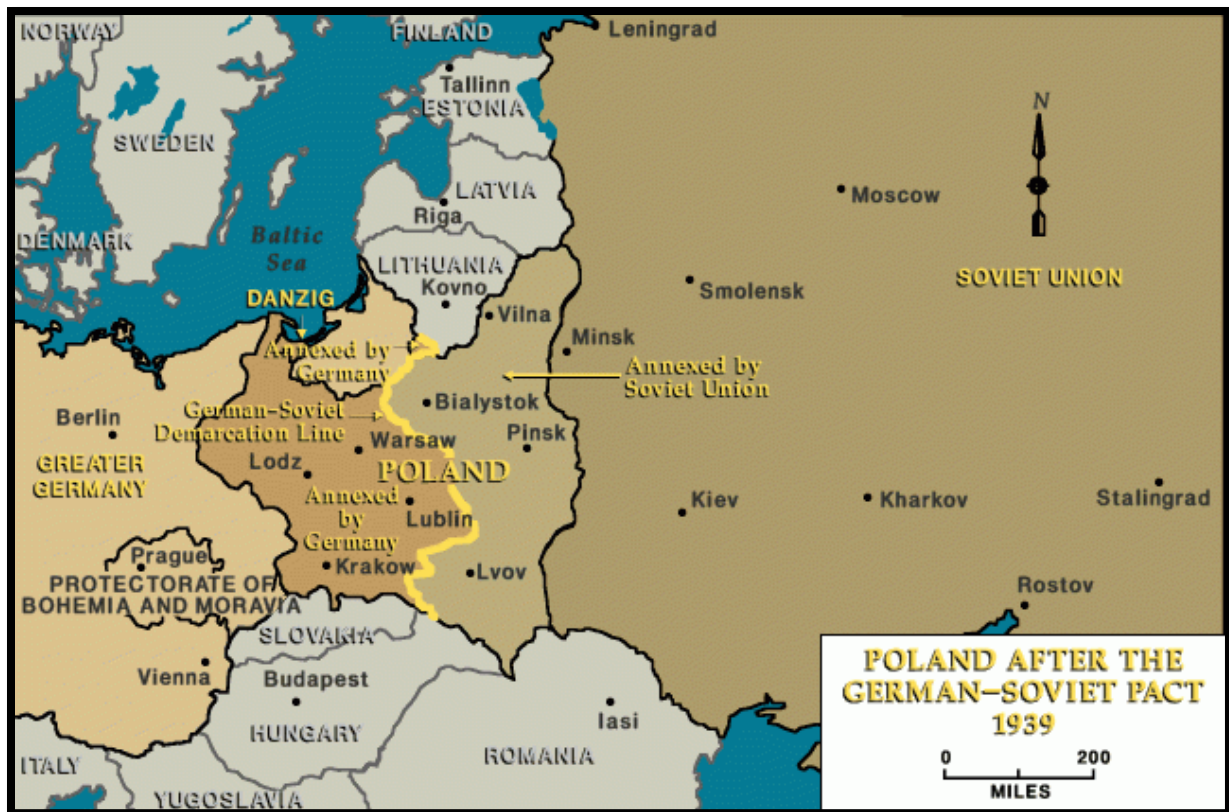 NORWAY
FINLAND
Leningrad
Tallinn
ESTONIA
SWEDEN
N
Moscow
LATVIA
Riga
DENMARK
Baltic
Sea
LITHUANIA
Kovno
SOVIET UNION
Smolensk
DANZIG
Vilna
Minsk
Annexed by
Germany
Annexed by
Soviet Union
Bialystok
German-Soviet
Demarcation Line
Berlin
Pinsk
Warsaw
Lodz
POLAND
GREATER
GERMANY
Annexed
by
Germany
Lublin
Kiev
Kharkov
Stalingrad
Prague
Krakow
Lvov
PROTECTORATE OF
BOHEMIA AND MORAVIA
Rostov
SLOVAKIA
Vienna
Budapest
HUNGARY
Iasi
ROMANIA
ITALY
YUGOSLAVIA
POLAND AFTER THE
GERMAN-SOVIET PACT
1939
0 200
MILES